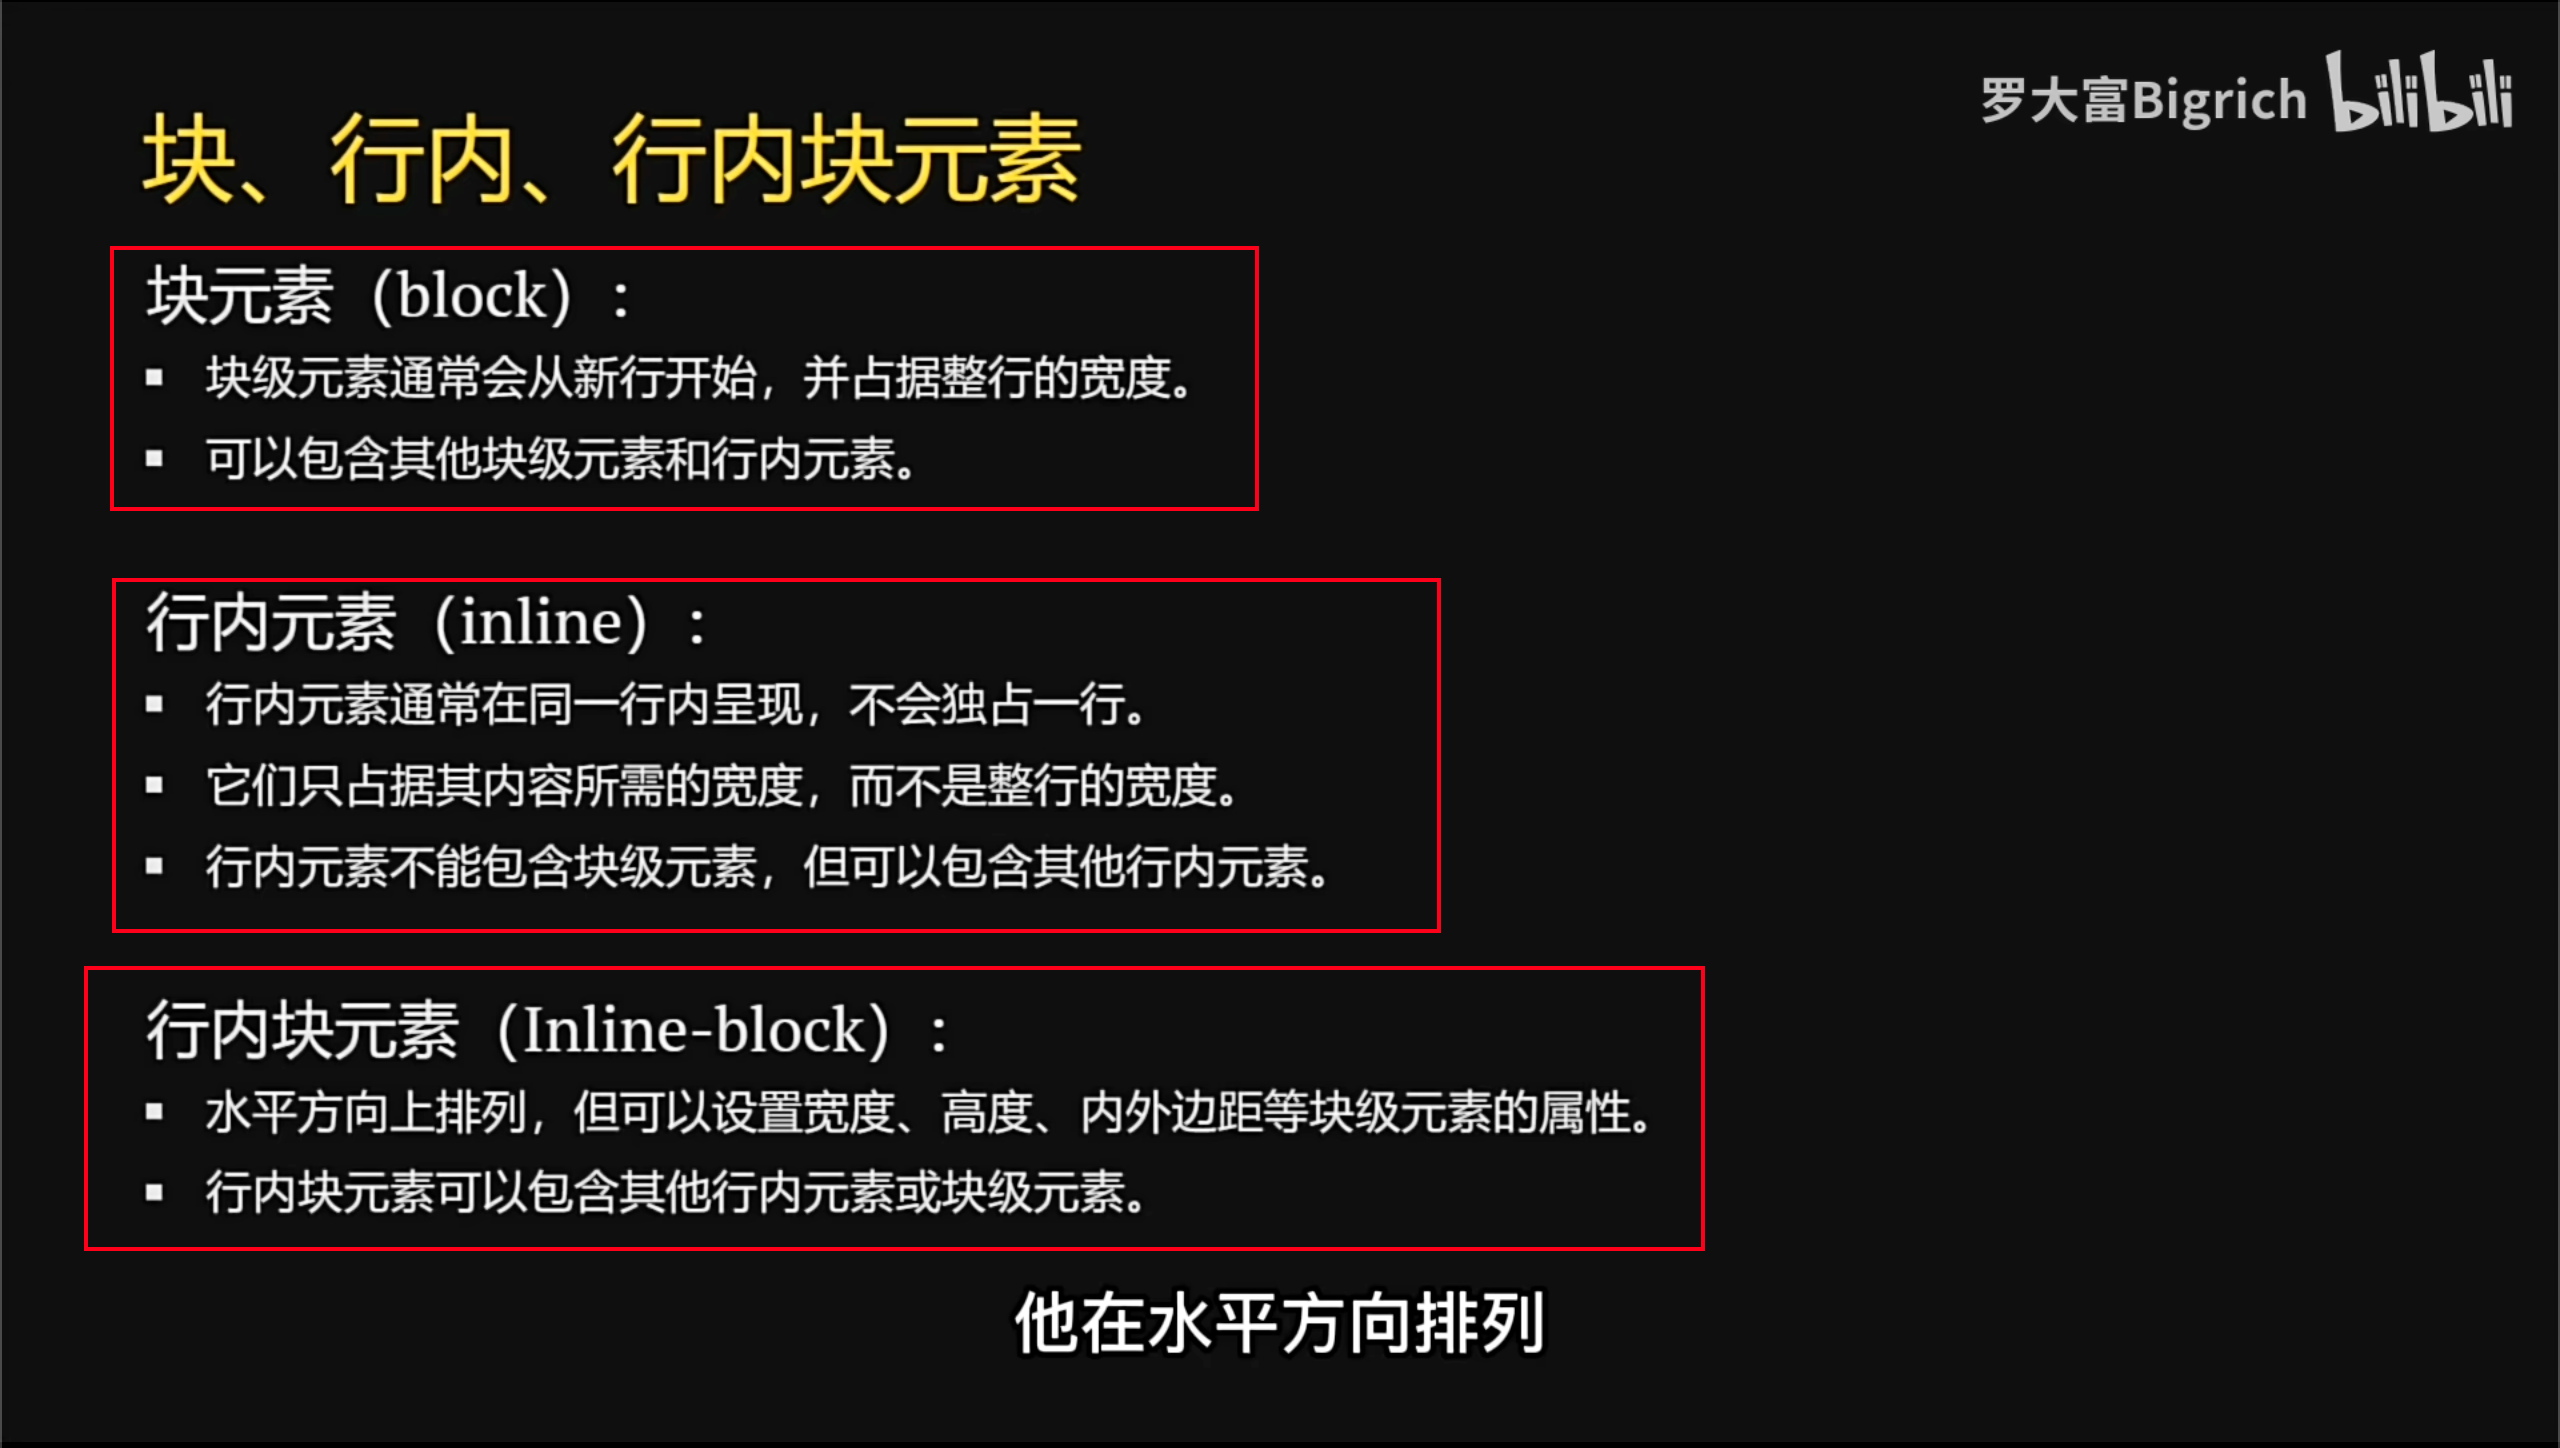 罗大富Bigrich bilibili
块、行内、行内块元素
块元素（block）:
▪ 块级元素通常会从新行开始，并占据整行的宽度。
▪ 可以包含其他块级元素和行内元素。
行内元素（inline）:
▪ 行内元素通常在同一行内呈现，不会独占一行。
▪ 它们只占据其内容所需的宽度，而不是整行的宽度。
▪ 行内元素不能包含块级元素，但可以包含其他行内元素。
行内块元素（Inline-block）:
▪ 水平方向上排列，但可以设置宽度、高度、内外边距等块级元素的属性。
▪ 行内块元素可以包含其他行内元素或块级元素。
他在水平方向排列